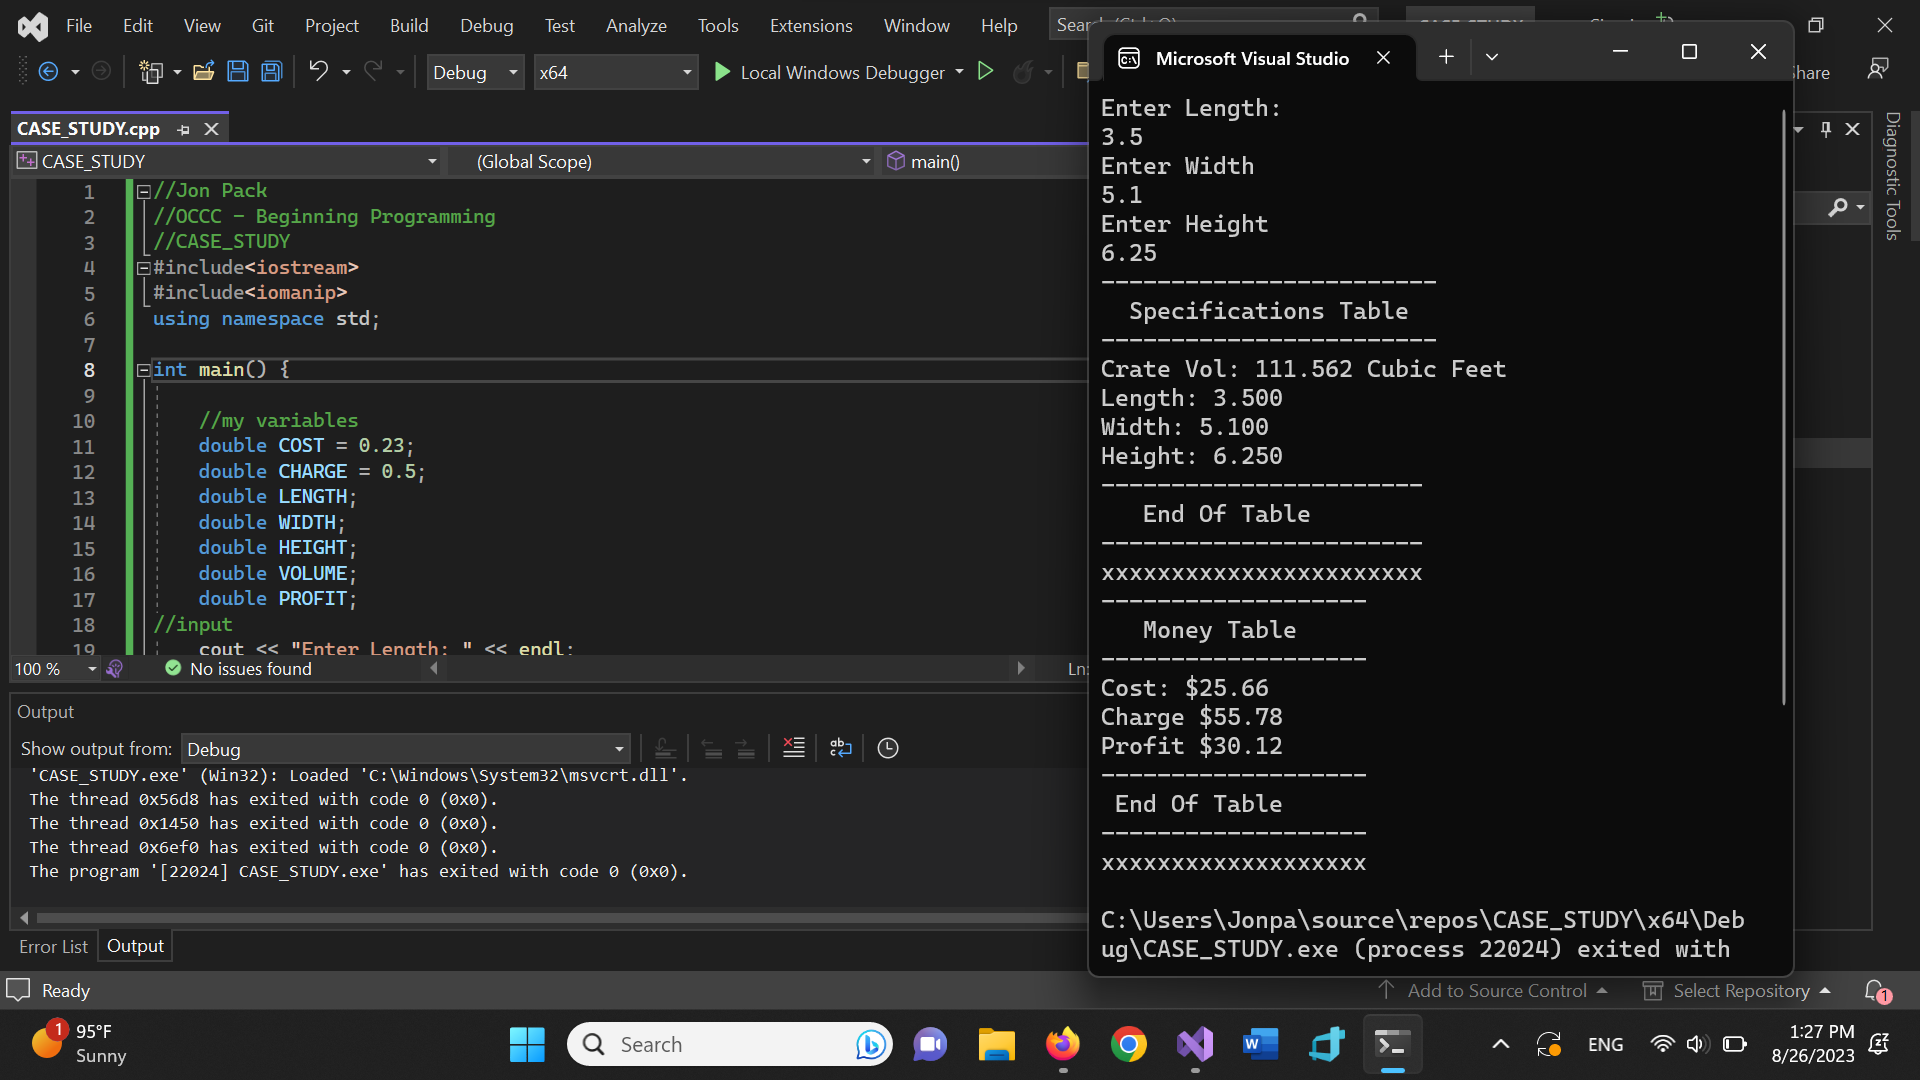 File Edit View Git Project Build Debug Test Analyze Tools Extensions Window Help
Debug x64 Local Windows Debugger
CASE_STUDY.cpp
CASE_STUDY (Global Scope) main()
1 //Jon Pack
2 //OCCC - Beginning Programming
3 //CASE_STUDY
4 #include<iostream>
5 #include<iomanip>
6 using namespace std;
7
8 int main() {
9
10 //my variables
11 double COST = 0.23;
12 double CHARGE = 0.5;
13 double LENGTH;
14 double WIDTH;
15 double HEIGHT;
16 double VOLUME;
17 double PROFIT;
18 //input
19 cout << "Enter Length: " << endl;
100 % No issues found Ln:
Output
Show output from: Debug
'CASE_STUDY.exe' (Win32): Loaded 'C:\Windows\System32\msvcrt.dll'.
The thread 0x56d8 has exited with code 0 (0x0).
The thread 0x1450 has exited with code 0 (0x0).
The thread 0x6ef0 has exited with code 0 (0x0).
The program '[22024] CASE_STUDY.exe' has exited with code 0 (0x0).
Error List Output
Microsoft Visual Studio
Enter Length:
3.5
Enter Width
5.1
Enter Height
6.25
------------------------
Specifications Table
------------------------
Crate Vol: 111.562 Cubic Feet
Length: 3.500
Width: 5.100
Height: 6.250
-----------------------
End Of Table
-----------------------
xxxxxxxxxxxxxxxxxxxxxxx
-------------------
Money Table
-------------------
Cost: $25.66
Charge $55.78
Profit $30.12
-------------------
End Of Table
-------------------
xxxxxxxxxxxxxxxxxxx
C:\Users\Jonpa\source\repos\CASE_STUDY\x64\Deb
ug\CASE_STUDY.exe (process 22024) exited with
Diagnostic Tools
Ready Add to Source Control Select Repository 1
1 95°F
Sunny
Search
ENG
1:27 PM
8/26/2023